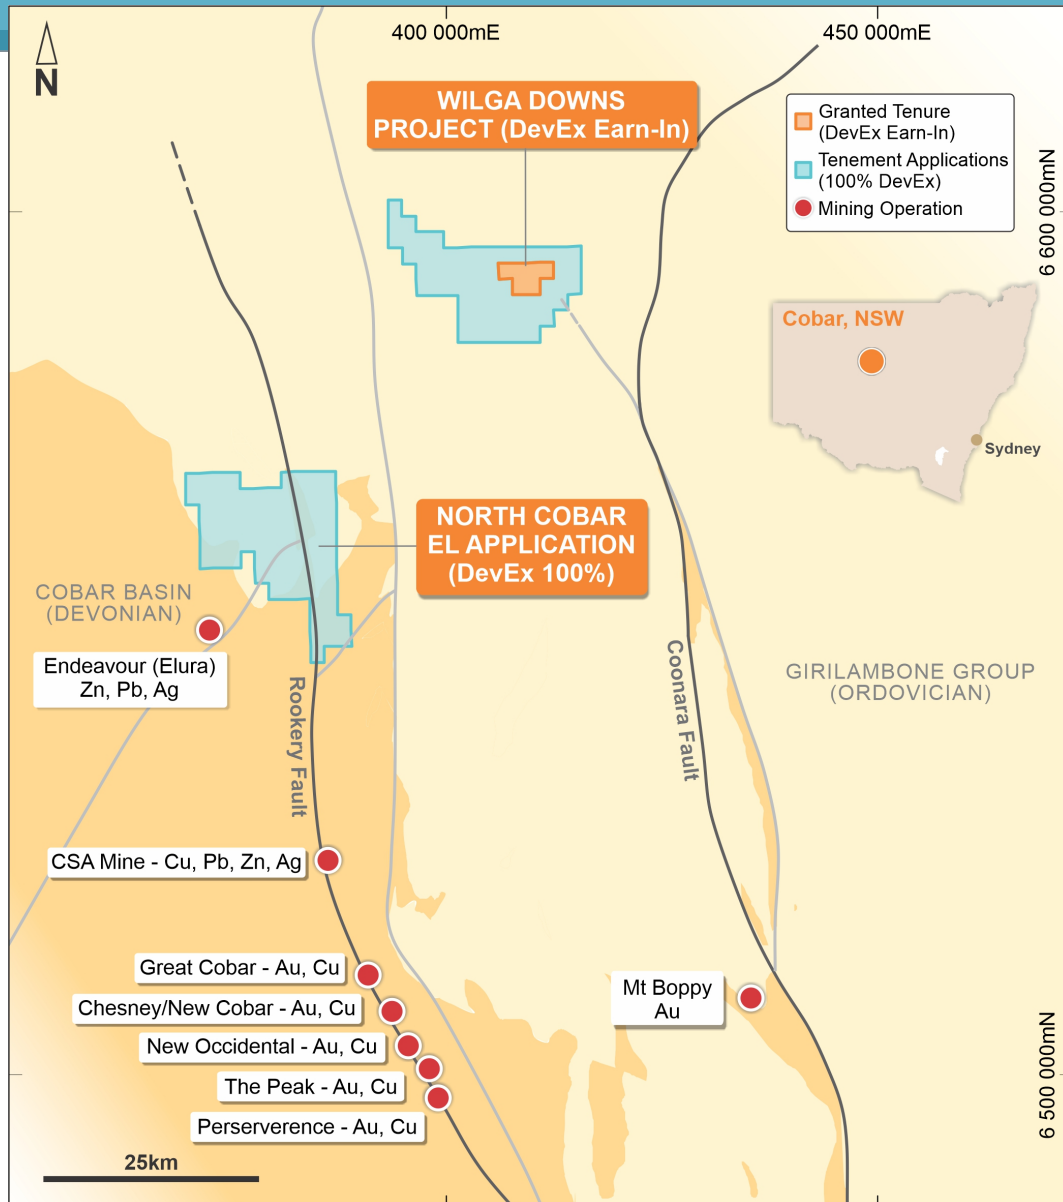 400 000mE
450 000mE
N
WILGA DOWNS
PROJECT (DevEx Earn-In)
Granted Tenure
(DevEx Earn-In)
Tenement Applications
(100% DevEx)
Mining Operation
6 600 000mN
Cobar, NSW
Sydney
NORTH COBAR
EL APPLICATION
(DevEx 100%)
COBAR BASIN
(DEVONIAN)
Endeavour (Elura)
Zn, Pb, Ag
Rookery Fault
Coonara Fault
GIRILAMBONE GROUP
(ORDOVICIAN)
CSA Mine - Cu, Pb, Zn, Ag
Great Cobar - Au, Cu
Chesney/New Cobar - Au, Cu
New Occidental - Au, Cu
The Peak - Au, Cu
Perserverence - Au, Cu
Mt Boppy
Au
6 500 000mN
25km